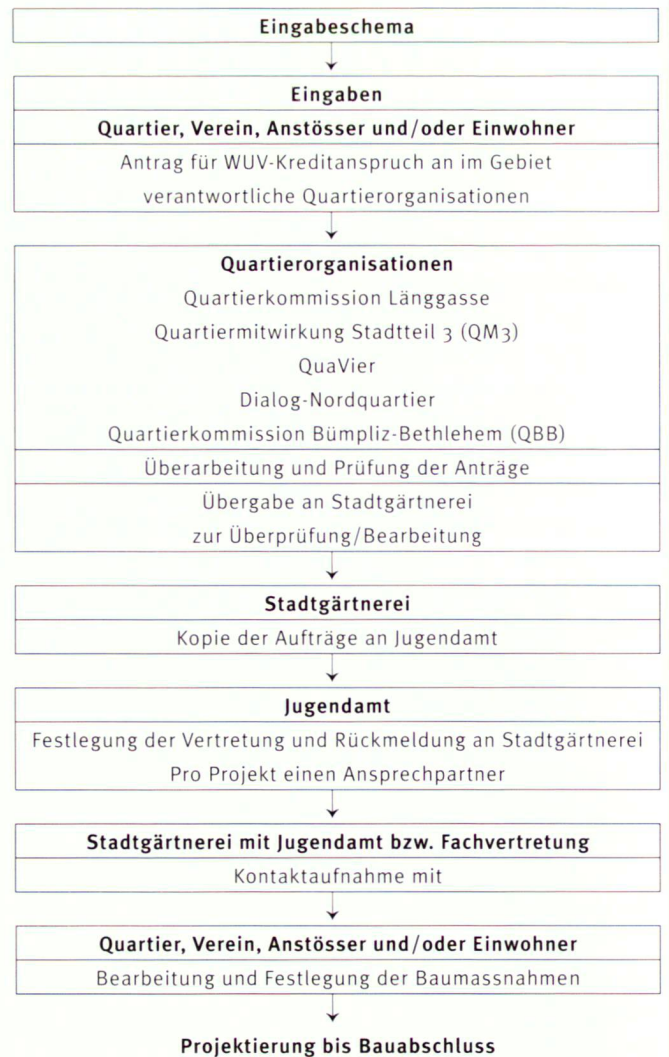 Eingabeschema
Eingaben
Quartier, Verein, Anstösser und/oder Einwohner
Antrag für WUV-Kreditanspruch an im Gebiet
verantwortliche Quartierorganisationen
Quartierorganisationen
Quartierkommission Länggasse
Quartiermitwirkung Stadtteil 3 (QM3)
QuaVier
Dialog-Nordquartier
Quartierkommission Bümpliz-Bethlehem (QBB)
Überarbeitung und Prüfung der Anträge
Übergabe an Stadtgärtnerei
zur Überprüfung/Bearbeitung
Stadtgärtnerei
Kopie der Aufträge an Jugendamt
Jugendamt
Festlegung der Vertretung und Rückmeldung an Stadtgärtnerei
Pro Projekt einen Ansprechpartner
Stadtgärtnerei mit Jugendamt bzw. Fachvertretung
Kontaktaufnahme mit
Quartier, Verein, Anstösser und/oder Einwohner
Bearbeitung und Festlegung der Baumassnahmen
Projektierung bis Bauabschluss